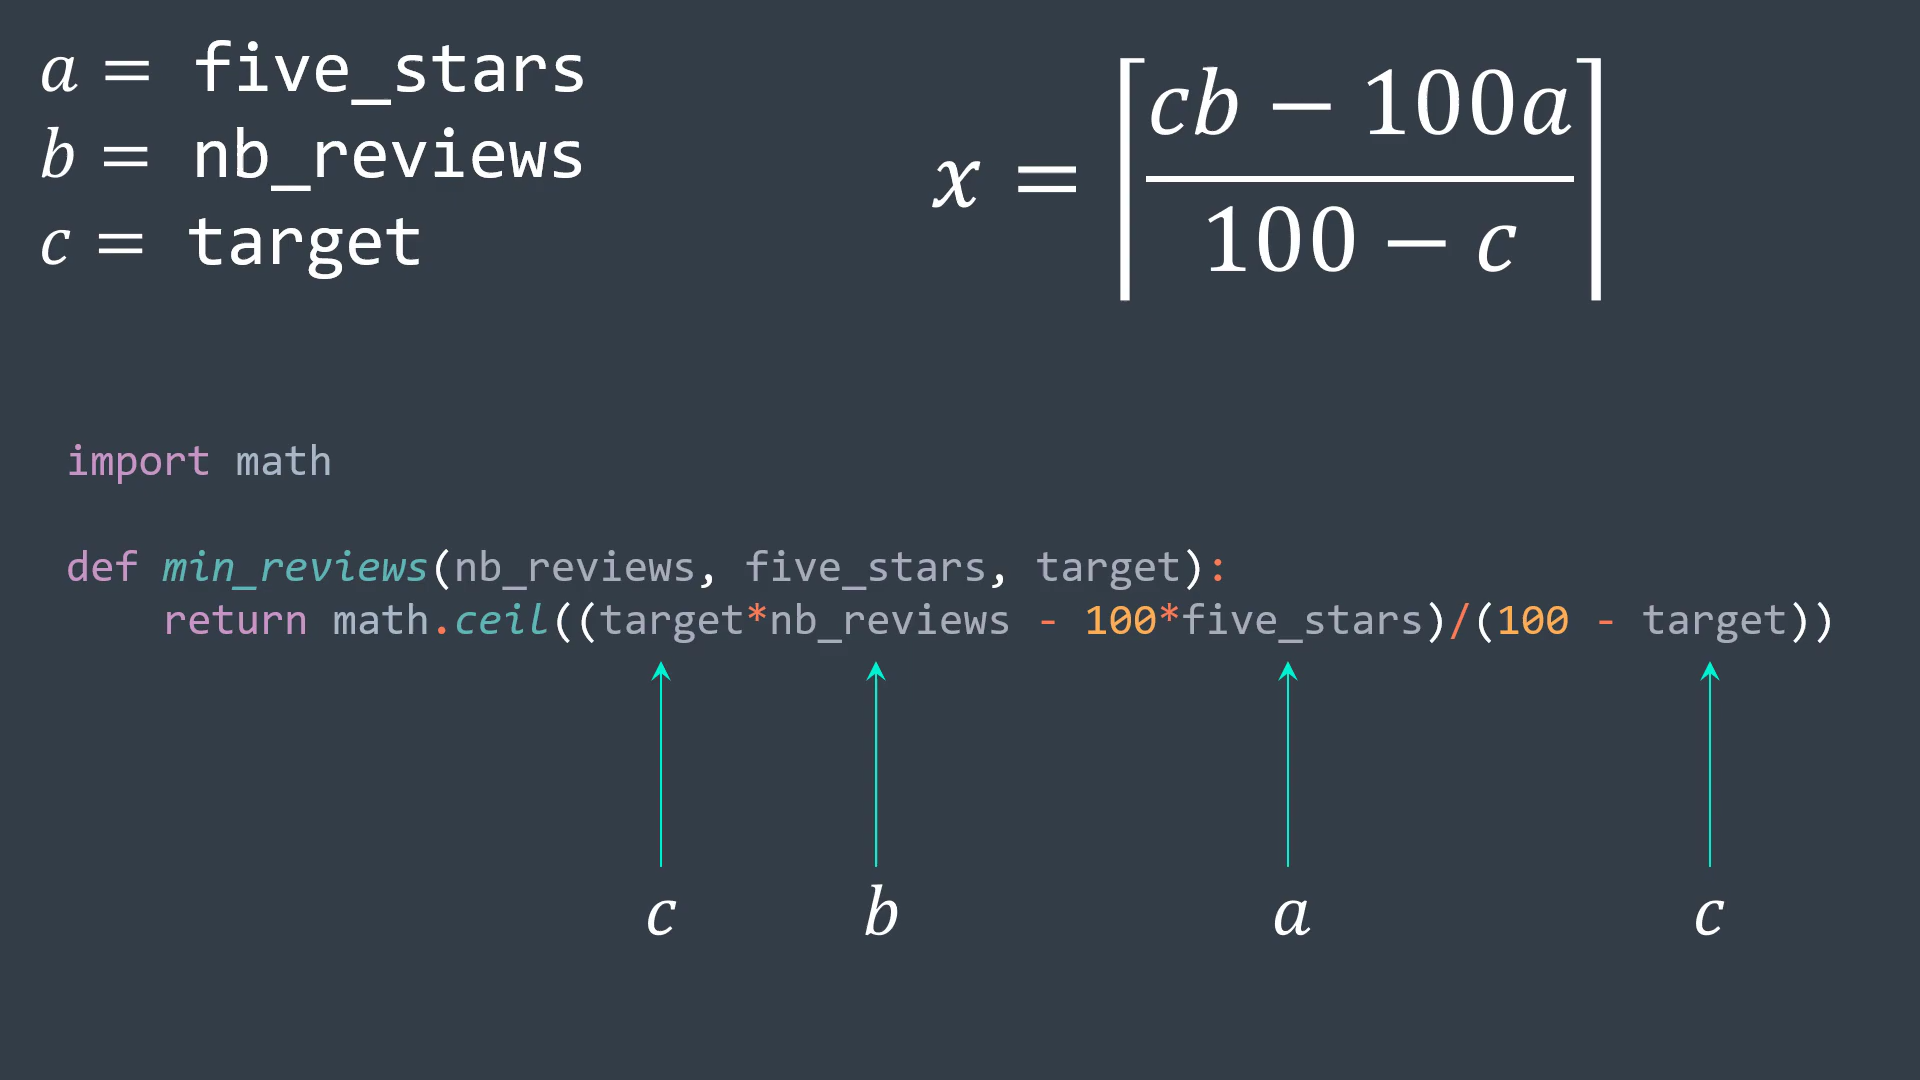 a = five_stars
b = nb_reviews
c = target
x = ⌈(cb − 100a)/(100 − c)⌉
import math
def min_reviews(nb_reviews, five_stars, target):
    return math.ceil((target*nb_reviews - 100*five_stars)/(100 - target))
c b a c